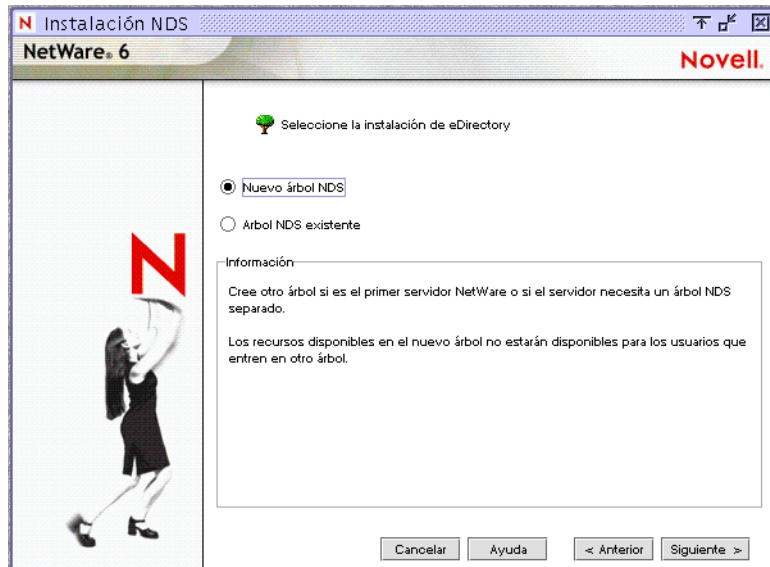 N Instalación NDS
NetWare® 6
Novell®
Seleccione la instalación de eDirectory
Nuevo árbol NDS
Arbol NDS existente
Información
Cree otro árbol si es el primer servidor NetWare o si el servidor necesita un árbol NDS
separado.
Los recursos disponibles en el nuevo árbol no estarán disponibles para los usuarios que
entren en otro árbol.
N
Cancelar
Ayuda
< Anterior
Siguiente >